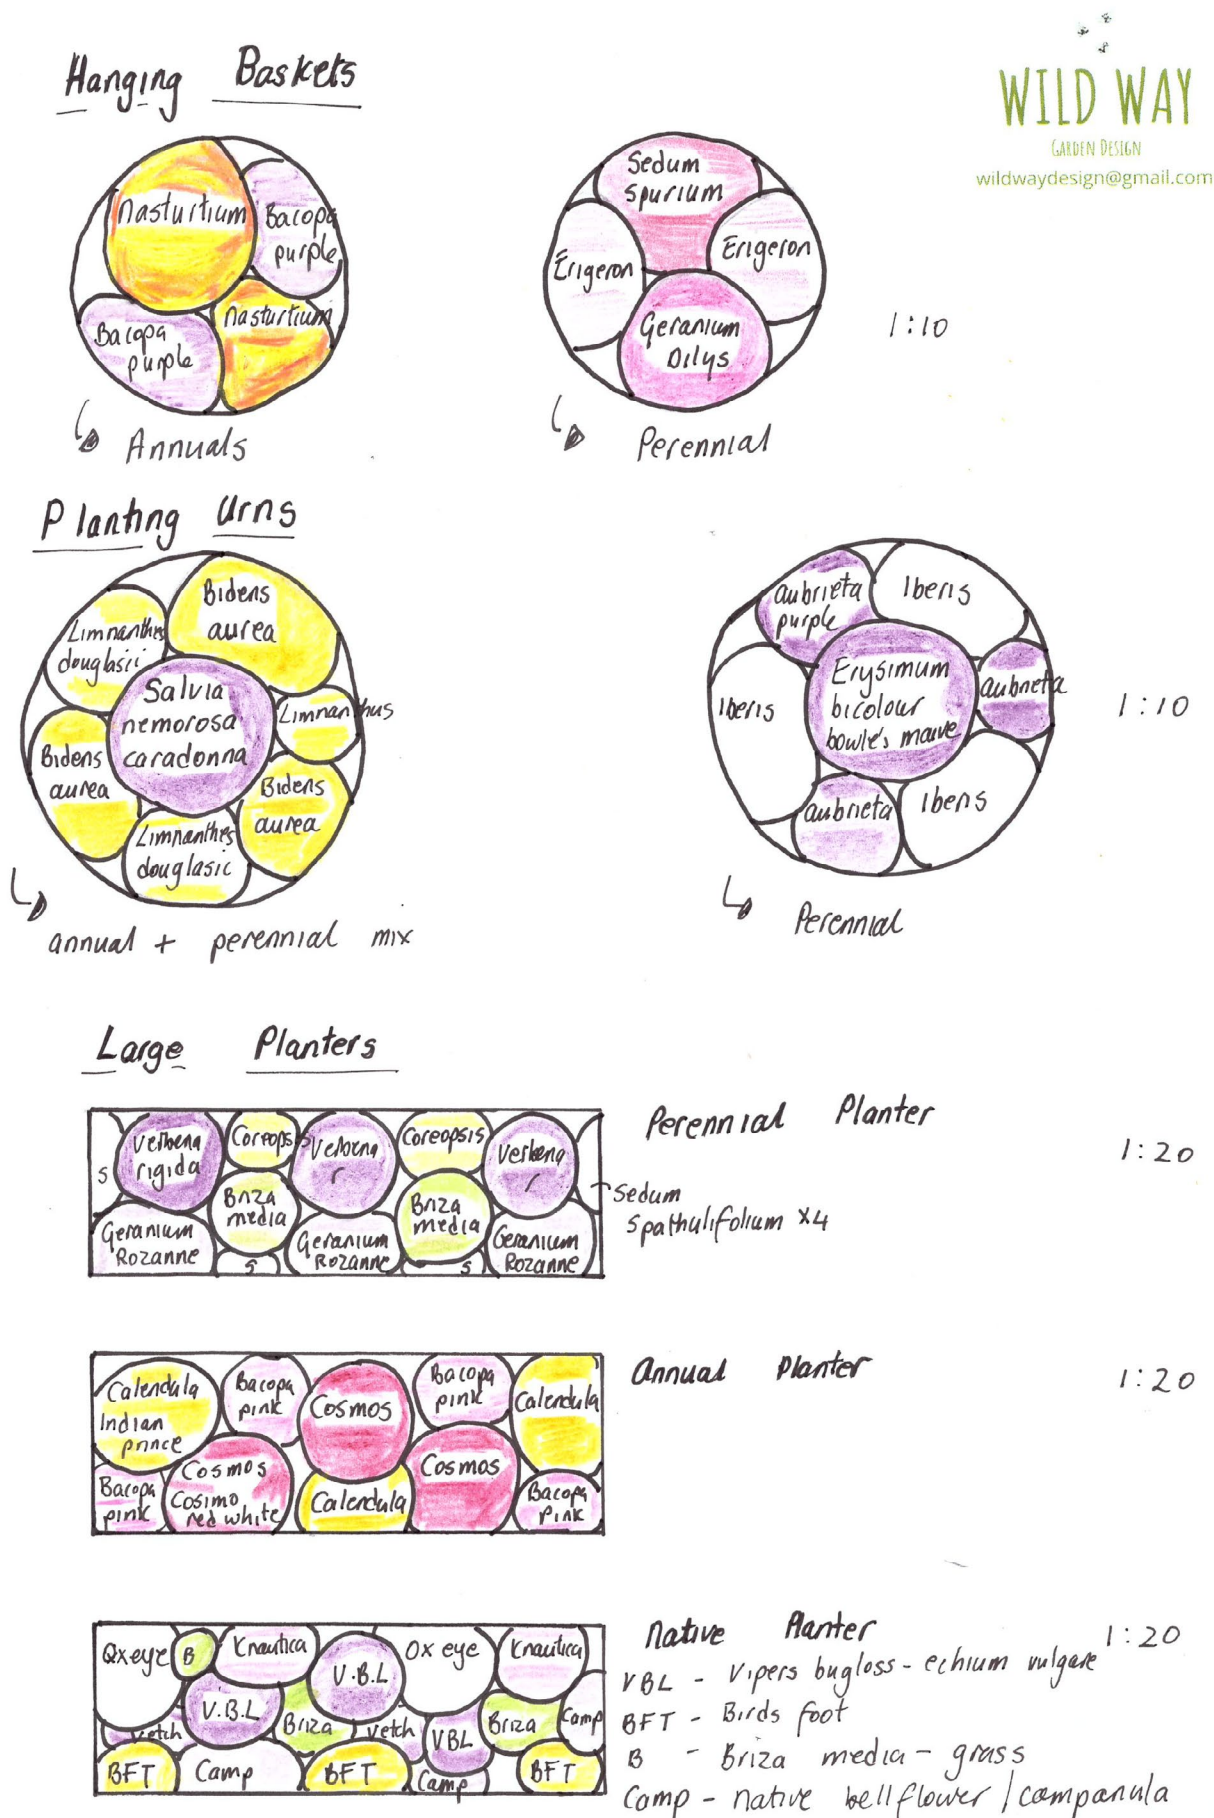 Hanging Baskets
WILD WAY
GARDEN DESIGN
wildwaydesign@gmail.com
Nasturtium
Bacopa
purple
Bacopa
purple
Nasturtium
Annuals
Sedum
Spurium
Erigeron
Erigeron
Geranium
Dilys
Perennial
1:10
Planting Urns
Bidens
aurea
Limnanthes
douglasii
Salvia
nemorosa
caradonna
Limnanthus
Bidens
aurea
Bidens
aurea
Limnanthes
douglasic
annual + perennial mix
aubrieta
purple
Iberis
Iberis
Erysimum
bicolour
bowle's mauve
aubrieta
aubrieta
Iberis
Perennial
1:10
Large Planters
Perennial Planter
1:20
Verbena
rigida
Coreopsis
Verbena
r
Coreopsis
Verbena
r
S
Briza
media
Briza
media
Sedum
Spathulifolium x4
Geranium
Rozanne
S
Geranium
Rozanne
S
Geranium
Rozanne
Annual Planter
1:20
Calendula
Indian
prince
Bacopa
pink
Cosmos
Bacopa
pink
Calendula
Bacopa
pink
Cosmos
Cosimo
red white
Calendula
Cosmos
Bacopa
Pink
Native Planter
1:20
Oxeye
B
Knautica
V.B.L
Ox eye
Knautica
Vetch
V.B.L
Briza
Vetch
VBL
Briza
Camp
BFT
Camp
BFT
Camp
BFT
VBL - Vipers bugloss - echium vulgare
BFT - Birds foot
B - Briza media - grass
Camp - native bellflower / campanula